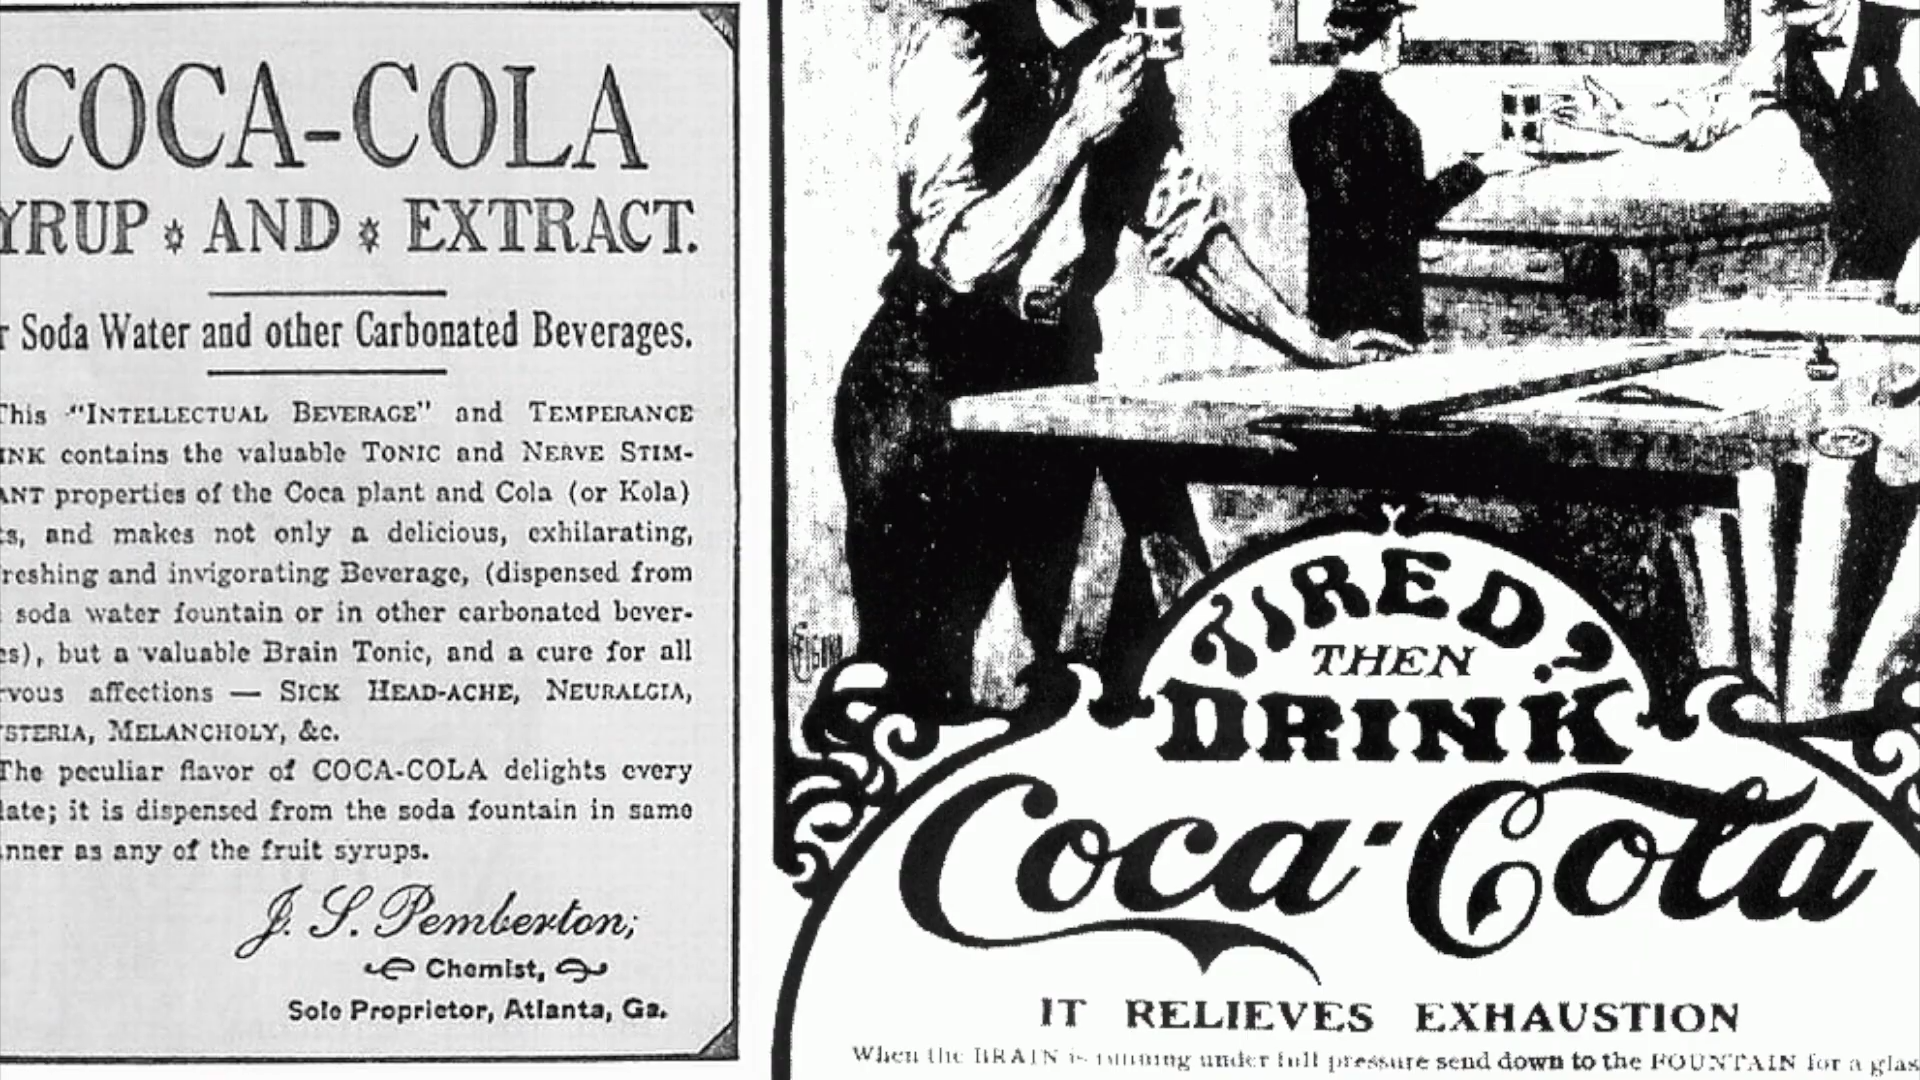 COCA-COLA
YRUP AND EXTRACT.
r Soda Water and other Carbonated Beverages.
This "INTELLECTUAL BEVERAGE" and TEMPERANCE
INK contains the valuable TONIC and NERVE STIM-
ANT properties of the Coca plant and Cola (or Kola)
ts, and makes not only a delicious, exhilarating,
reshing and invigorating Beverage, (dispensed from
soda water fountain or in other carbonated bever-
es), but a valuable Brain Tonic, and a cure for all
rvous affections — SICK HEAD-ACHE, NEURALGIA,
YSTERIA, MELANCHOLY, &c.
The peculiar flavor of COCA-COLA delights every
late; it is dispensed from the soda fountain in same
nner as any of the fruit syrups.
J. S. Pemberton;
Chemist,
Sole Proprietor, Atlanta, Ga.
TIRED?
THEN
DRINK
Coca-Cola
IT RELIEVES EXHAUSTION
When the BRAIN is running under full pressure send down to the FOUNTAIN for a glas